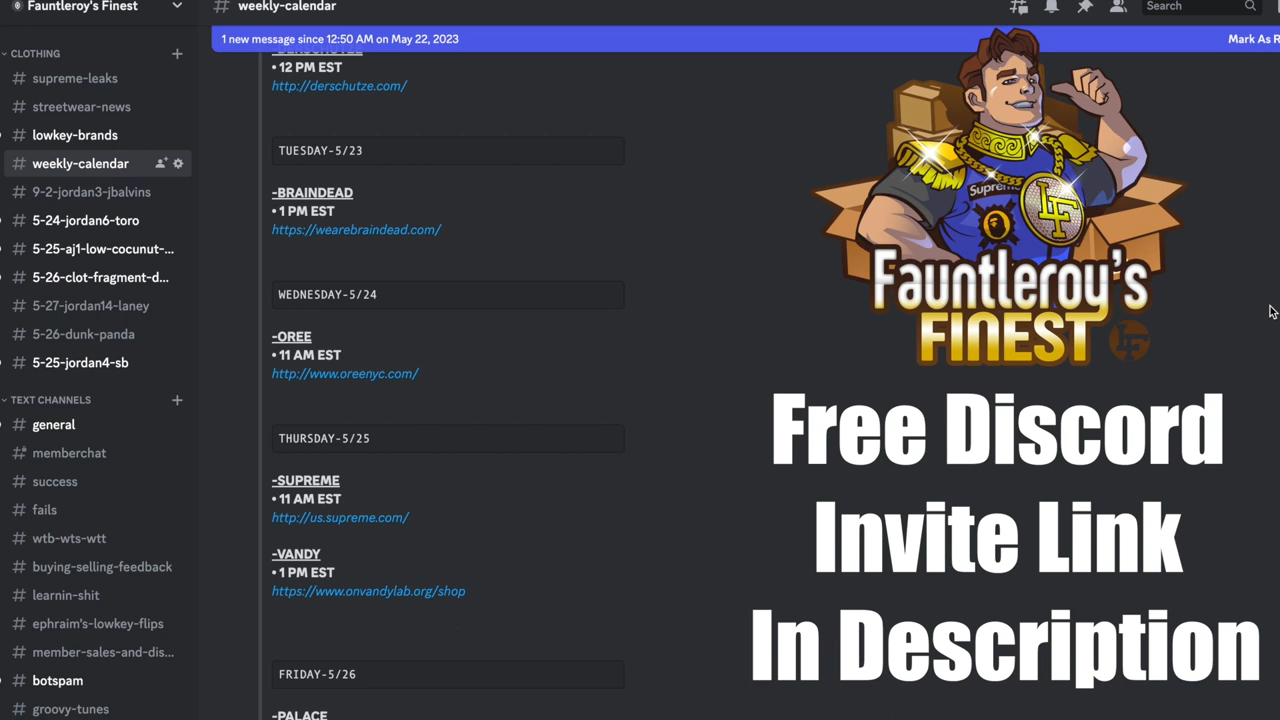 Fauntleroy's Finest
weekly-calendar
Search
1 new message since 12:50 AM on May 22, 2023
Mark As R
CLOTHING
supreme-leaks
streetwear-news
lowkey-brands
weekly-calendar
9-2-jordan3-jbalvins
5-24-jordan6-toro
5-25-aj1-low-cocunut-...
5-26-clot-fragment-d...
5-27-jordan14-laney
5-26-dunk-panda
5-25-jordan4-sb
TEXT CHANNELS
general
memberchat
success
fails
wtb-wts-wtt
buying-selling-feedback
learnin-shit
ephraim's-lowkey-flips
member-sales-and-dis...
botspam
groovy-tunes
• 12 PM EST
http://derschutze.com/
TUESDAY-5/23
-BRAINDEAD
• 1 PM EST
https://wearebraindead.com/
WEDNESDAY-5/24
-OREE
• 11 AM EST
http://www.oreenyc.com/
THURSDAY-5/25
-SUPREME
• 11 AM EST
http://us.supreme.com/
-VANDY
• 1 PM EST
https://www.onvandylab.org/shop
FRIDAY-5/26
-PALACE
Supreme
LF
Fauntleroy's
FINEST
LF
Free Discord
Invite Link
In Description